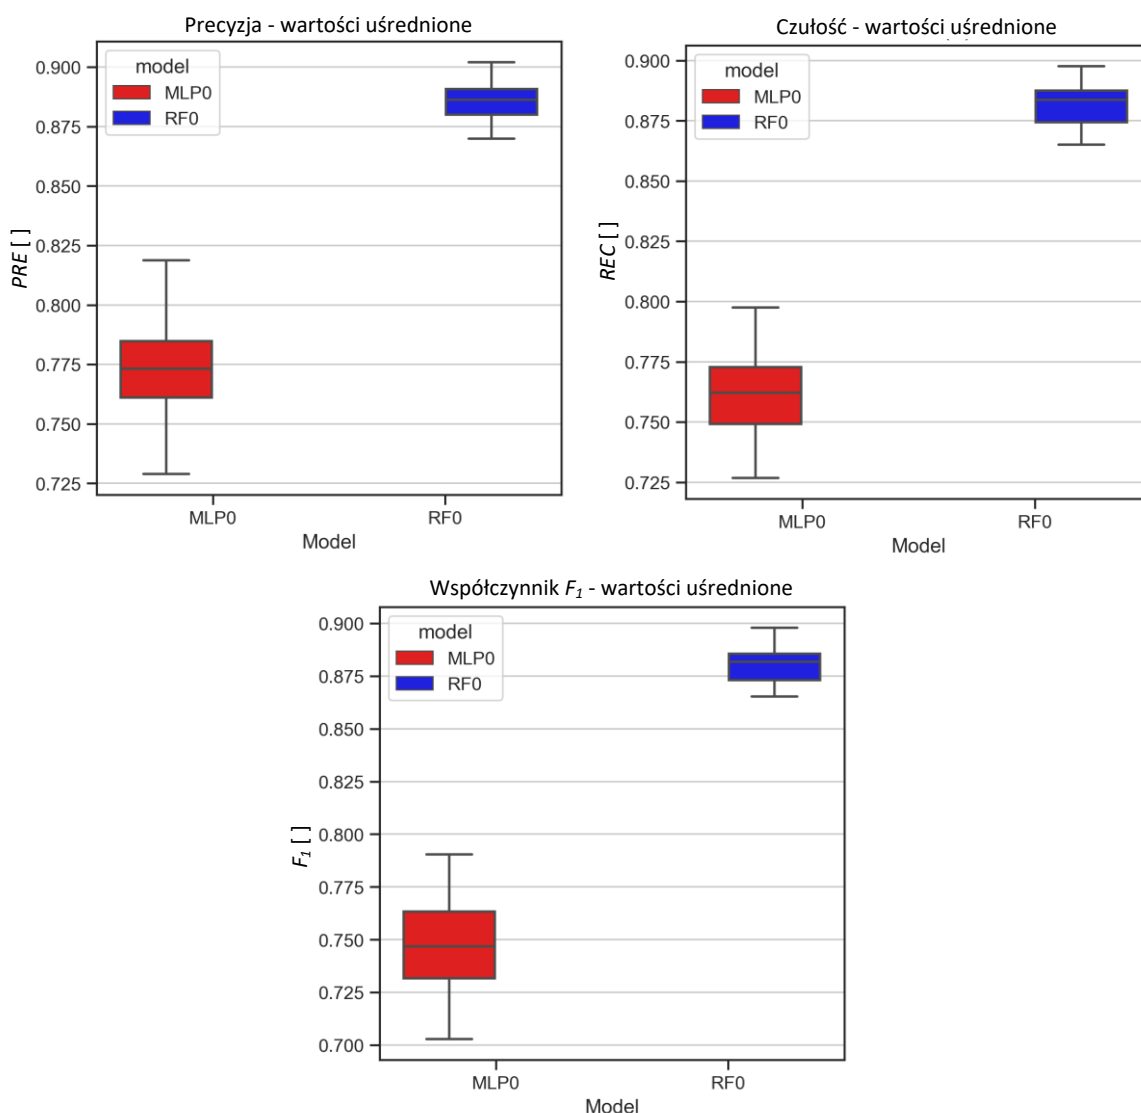 Precyzja - wartości uśrednione
model
MLP0
RF0
0.900
0.875
0.850
0.825
0.800
0.775
0.750
0.725
PRE [ ]
MLP0 RF0
Model
Czułość - wartości uśrednione
model
MLP0
RF0
0.900
0.875
0.850
0.825
0.800
0.775
0.750
0.725
REC [ ]
MLP0 RF0
Model
Współczynnik F₁ - wartości uśrednione
model
MLP0
RF0
0.900
0.875
0.850
0.825
0.800
0.775
0.750
0.725
0.700
F₁ [ ]
MLP0 RF0
Model